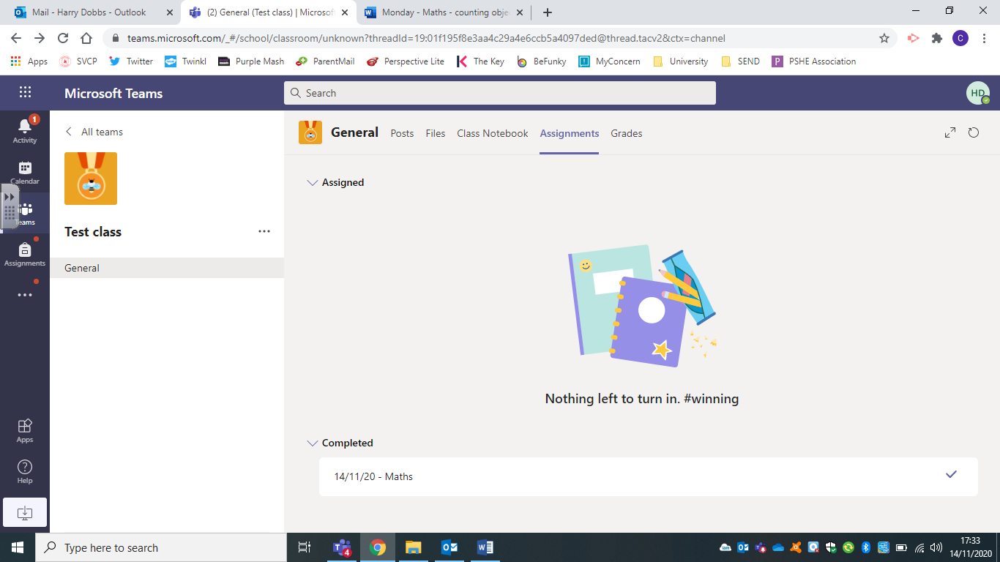 Mail - Harry Dobbs - Outlook
(2) General (Test class) | Microsof
Monday - Maths - counting obje
teams.microsoft.com/_#/school/classroom/unknown?threadId=19:01f195f8e3aa4c29a4e6ccb5a4097ded@thread.tacv2&ctx=channel
C
Apps SVCP Twitter Twinkl Purple Mash ParentMail Perspective Lite The Key BeFunky MyConcern University SEND PSHE Association
Microsoft Teams
Search
HD
1
Activity
Calendar
Teams
Assignments
Apps
Help
All teams
Test class
General
General Posts Files Class Notebook Assignments Grades
Assigned
Nothing left to turn in. #winning
Completed
14/11/20 - Maths
Type here to search
4
17:33
14/11/2020